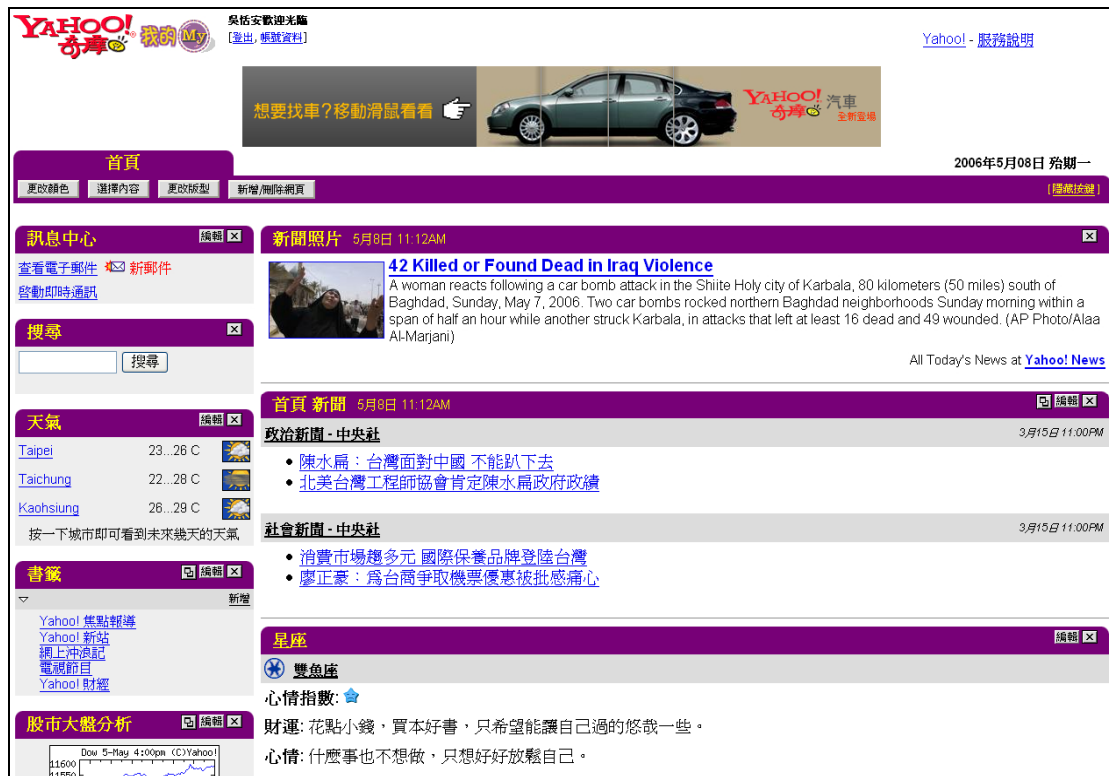 YAHOO! 奇摩 我的 My
吳恬安歡迎光臨
[登出, 帳號資料]
Yahoo! - 服務說明
想要找車?移動滑鼠看看
YAHOO! 奇摩 汽車 全新登場
首頁
2006年5月08日 殆期一
更改顏色 選擇內容 更改版型 新增/刪除網頁
[隱藏按鍵]
訊息中心 編輯
查看電子郵件 新郵件
啓動即時通訊
搜尋
搜尋
天氣 編輯
Taipei 23...26 C
Taichung 22...28 C
Kaohsiung 26...29 C
按一下城市即可看到未來幾天的天氣
書籤 編輯
新增
Yahoo! 焦點報導
Yahoo! 新站
網上沖浪記
電視節目
Yahoo! 財經
股市大盤分析 編輯
Dow 5-May 4:00pm (C)Yahoo!
11600
11550
新聞照片 5月8日 11:12AM
42 Killed or Found Dead in Iraq Violence
A woman reacts following a car bomb attack in the Shiite Holy city of Karbala, 80 kilometers (50 miles) south of
Baghdad, Sunday, May 7, 2006. Two car bombs rocked northern Baghdad neighborhoods Sunday morning within a
span of half an hour while another struck Karbala, in attacks that left at least 16 dead and 49 wounded. (AP Photo/Alaa
Al-Marjani)
All Today's News at Yahoo! News
首頁 新聞 5月8日 11:12AM 編輯
政治新聞 - 中央社 3月15日 11:00PM
陳水扁：台灣面對中國 不能趴下去
北美台灣工程師協會肯定陳水扁政府政績
社會新聞 - 中央社 3月15日 11:00PM
消費市場趨多元 國際保養品牌登陸台灣
廖正豪：爲台商爭取機票優惠被批感痛心
星座 編輯
雙魚座
心情指數:
財運: 花點小錢，買本好書，只希望能讓自己過的悠哉一些。
心情: 什麼事也不想做，只想好好放鬆自己。